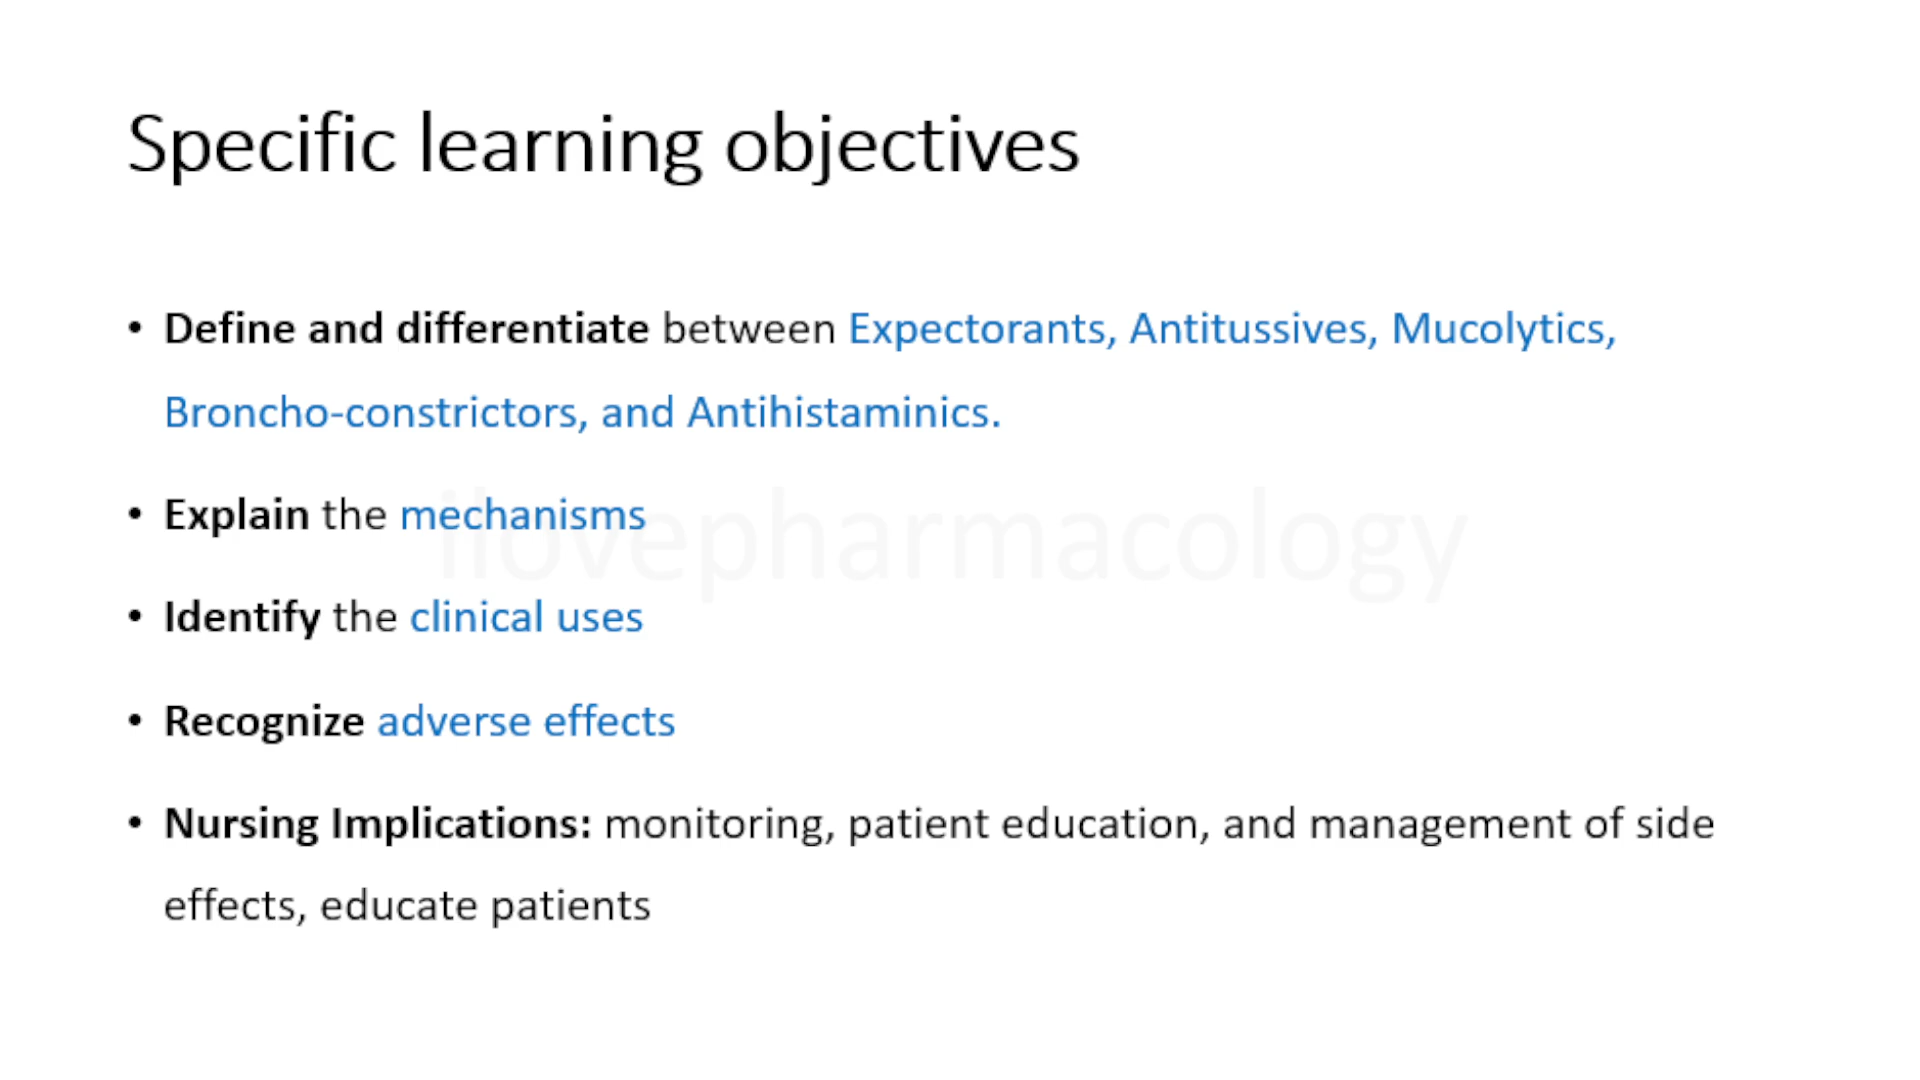 Specific learning objectives
• Define and differentiate between Expectorants, Antitussives, Mucolytics,
Broncho-constrictors, and Antihistaminics.
• Explain the mechanisms
ilovepharmacology
• Identify the clinical uses
• Recognize adverse effects
• Nursing Implications: monitoring, patient education, and management of side
effects, educate patients